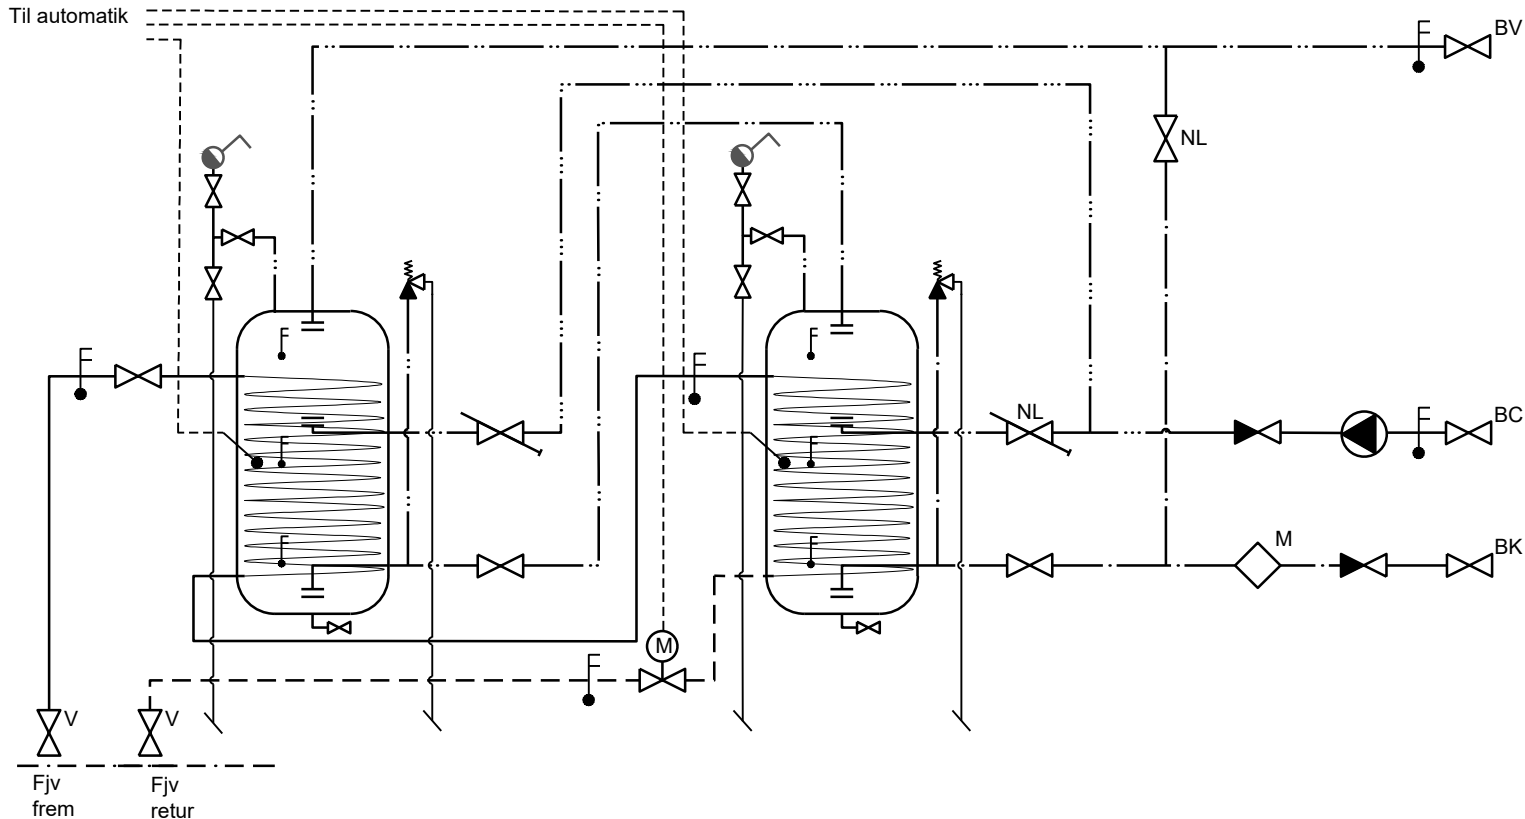 Til automatik
BV
NL
NL
BC
M
BK
M
V
V
Fjv
frem
Fjv
retur